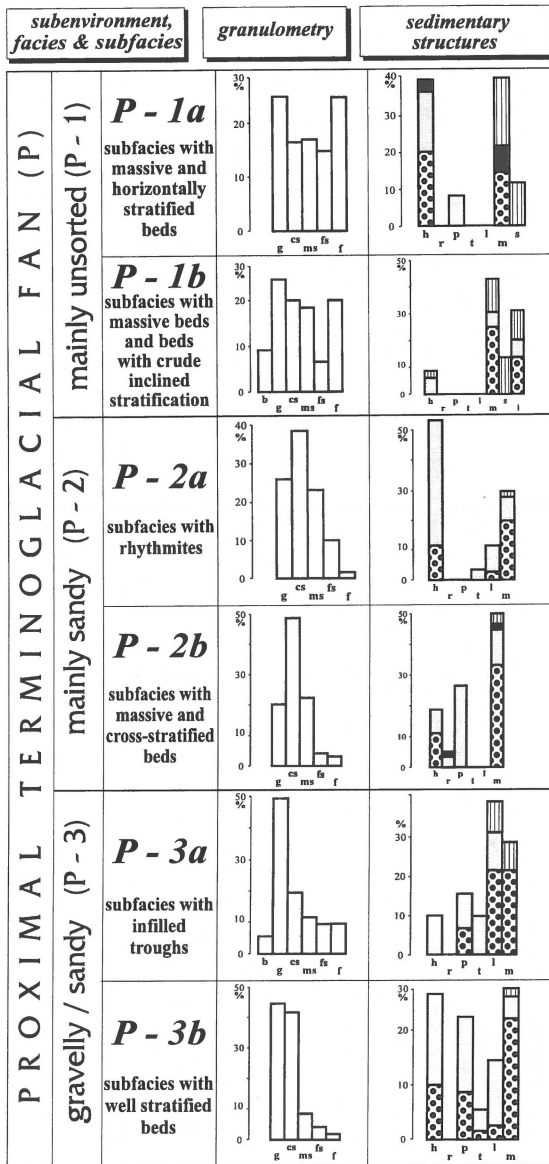 subenvironment,
facies & subfacies
granulometry
sedimentary
structures
PROXIMAL TERMINOGLACIAL FAN (P)
mainly unsorted (P - 1)
P - 1a
subfacies with
massive and
horizontally
stratified
beds
30
%
20
10
0
g cs ms fs f
40
%
30
20
10
0
h r p t l m s
P - 1b
subfacies with
massive beds
and beds
with crude
inclined
stratification
30
%
20
10
0
b g cs ms fs f
50
%
30
20
10
0
h r p t l m s i
mainly sandy (P - 2)
P - 2a
subfacies with
rhythmites
40
%
30
20
10
0
g cs ms fs f
50
%
30
10
0
h r p t l m
P - 2b
subfacies with
massive and
cross-stratified
beds
50
%
30
20
10
0
g cs ms fs f
50
%
30
20
10
0
h r p t l m
gravelly / sandy (P - 3)
P - 3a
subfacies with
infilled
troughs
50
%
30
20
10
b g cs ms fs f
%
30
20
10
0
h r p t l m
P - 3b
subfacies with
well stratified
beds
50
%
30
10
0
g cs ms fs f
30
%
20
10
0
h r p t l m